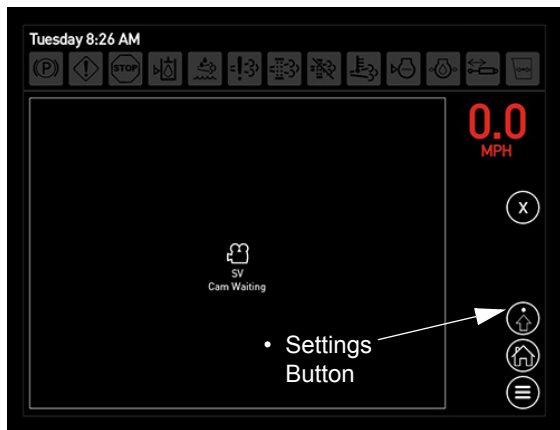 Tuesday 8:26 AM
(P)
STOP
0.0
MPH
X
SV
Cam Waiting
• Settings
Button